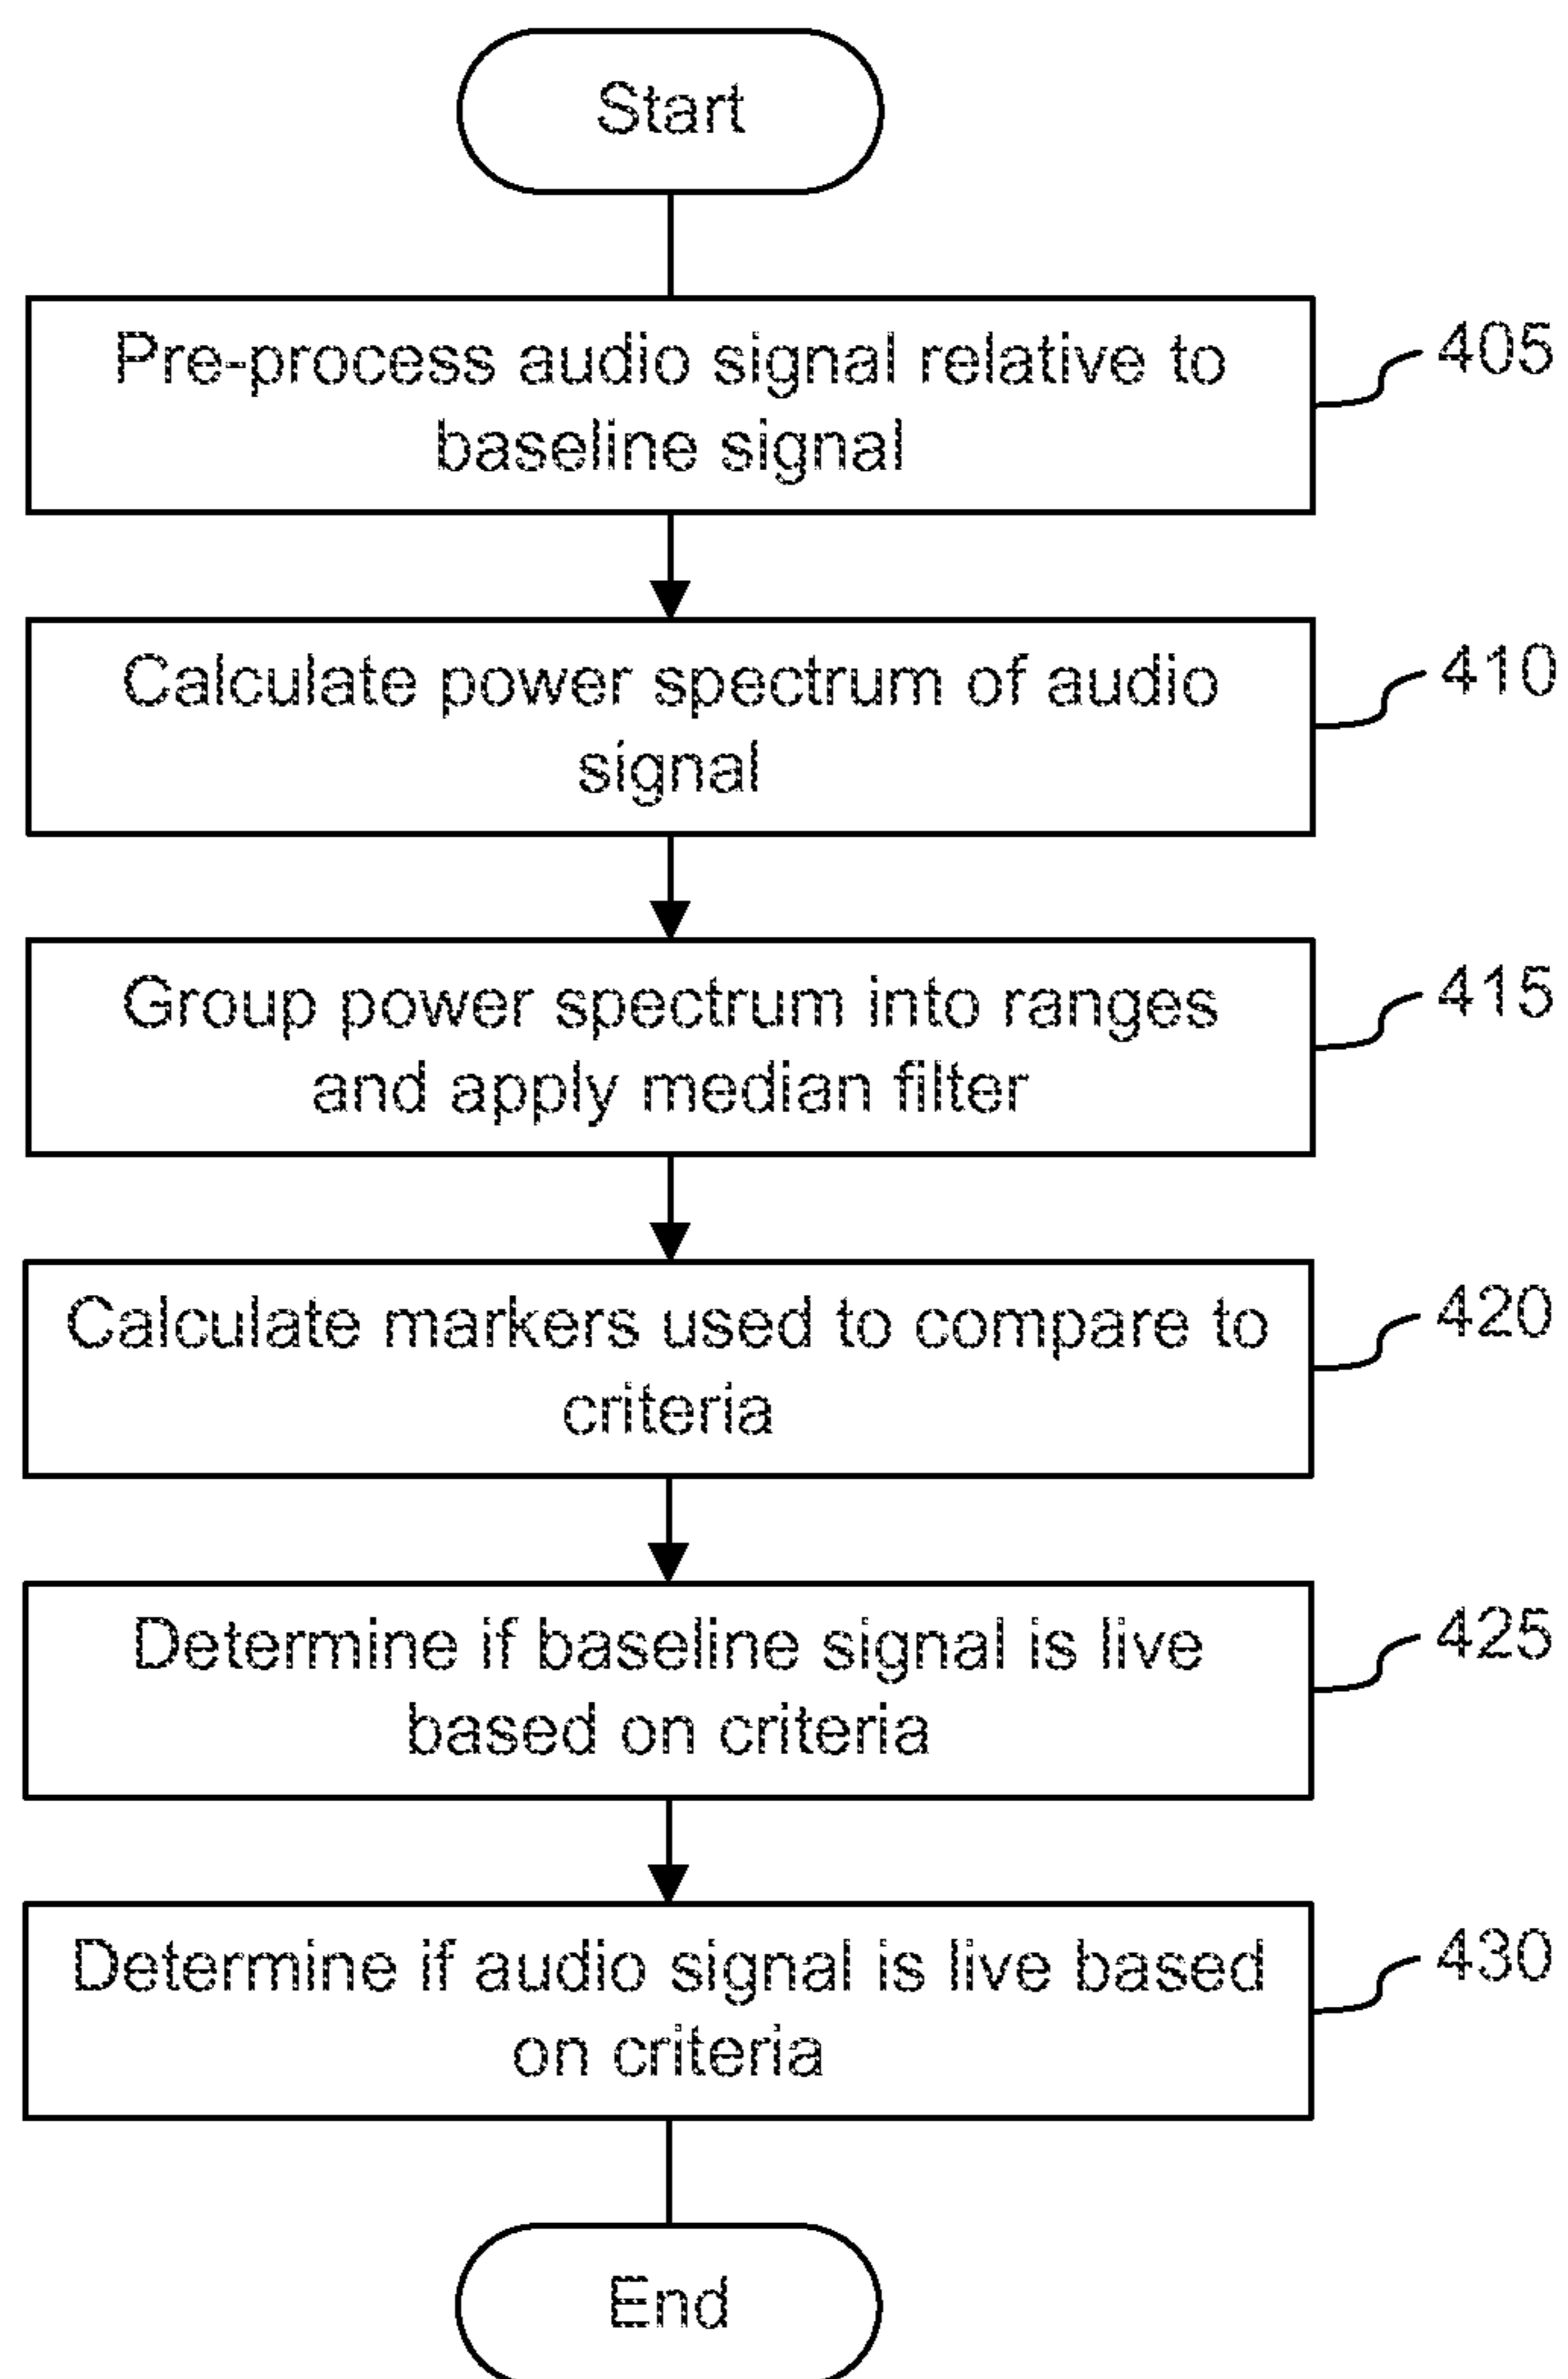 Start
Pre-process audio signal relative to
baseline signal
405
Calculate power spectrum of audio
signal
410
Group power spectrum into ranges
and apply median filter
415
Calculate markers used to compare to
criteria
420
Determine if baseline signal is live
based on criteria
425
Determine if audio signal is live based
on criteria
430
End